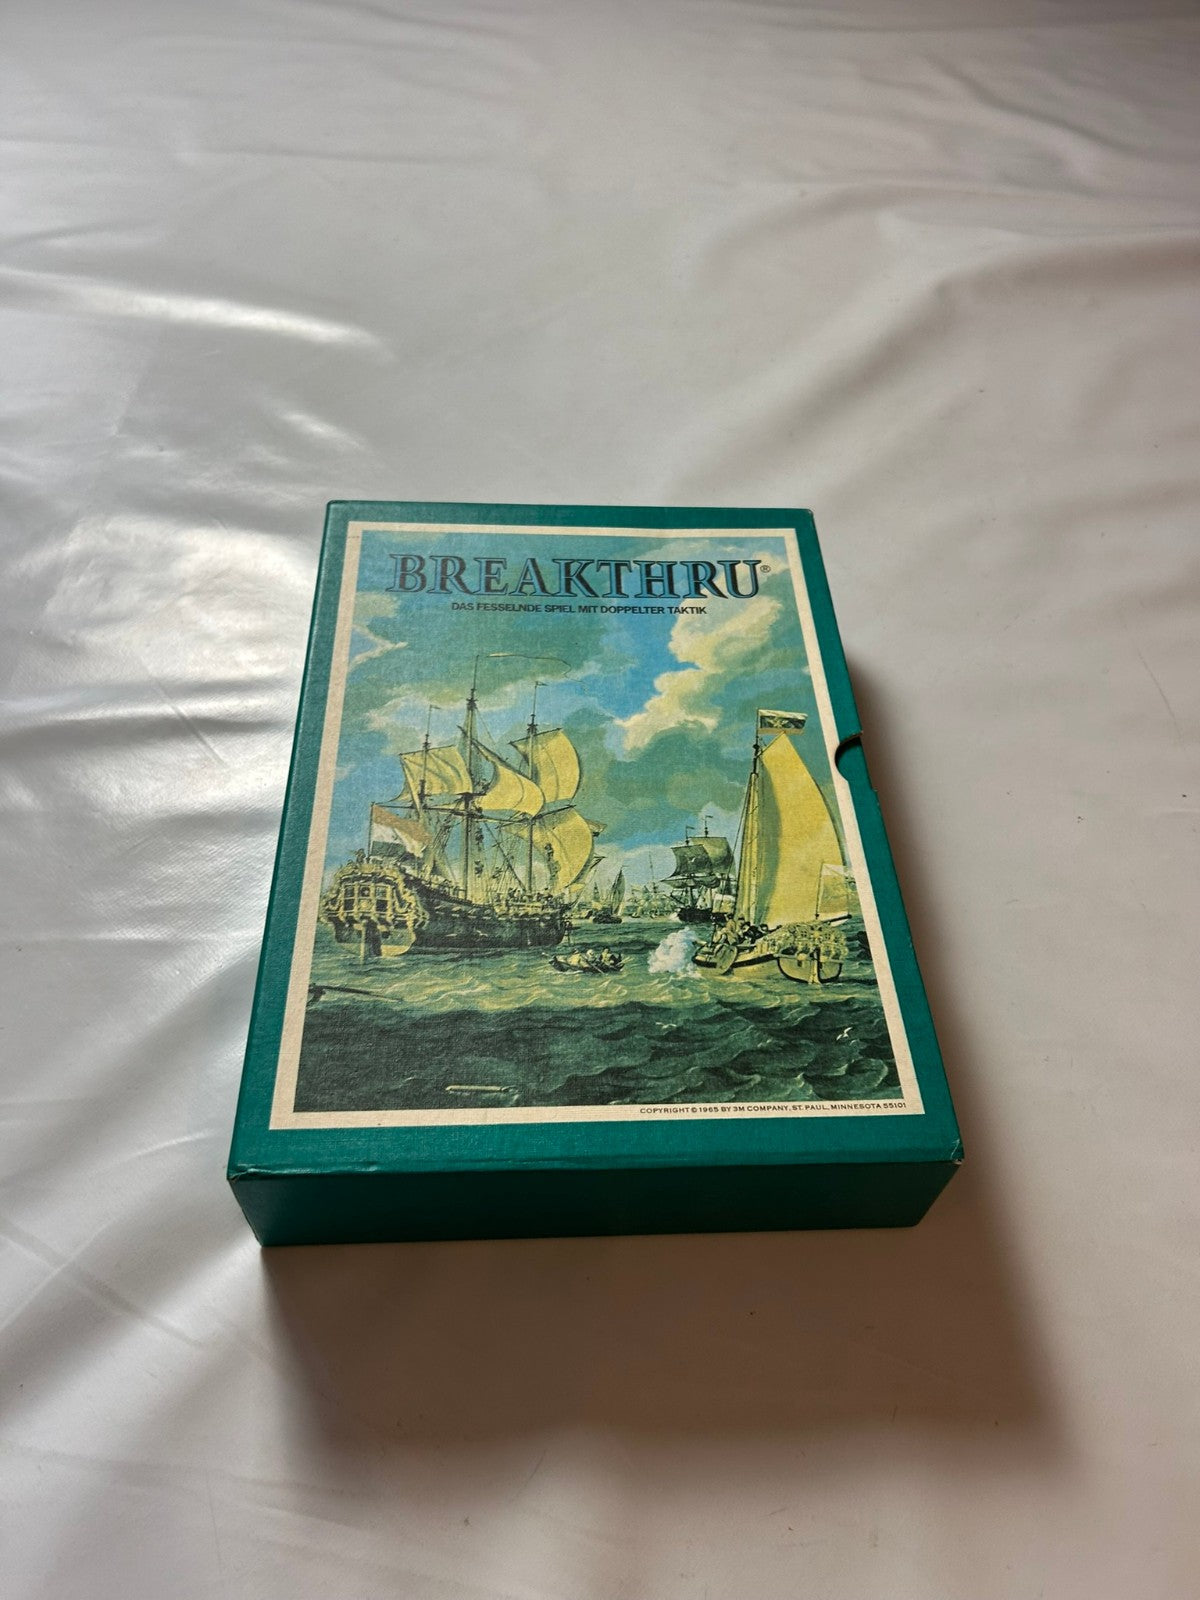 BREAKTHRU®
DAS FESSELNDE SPIEL MIT DOPPELTER TAKTIK
COPYRIGHT © 1965 BY 3M COMPANY, ST. PAUL, MINNESOTA 55101